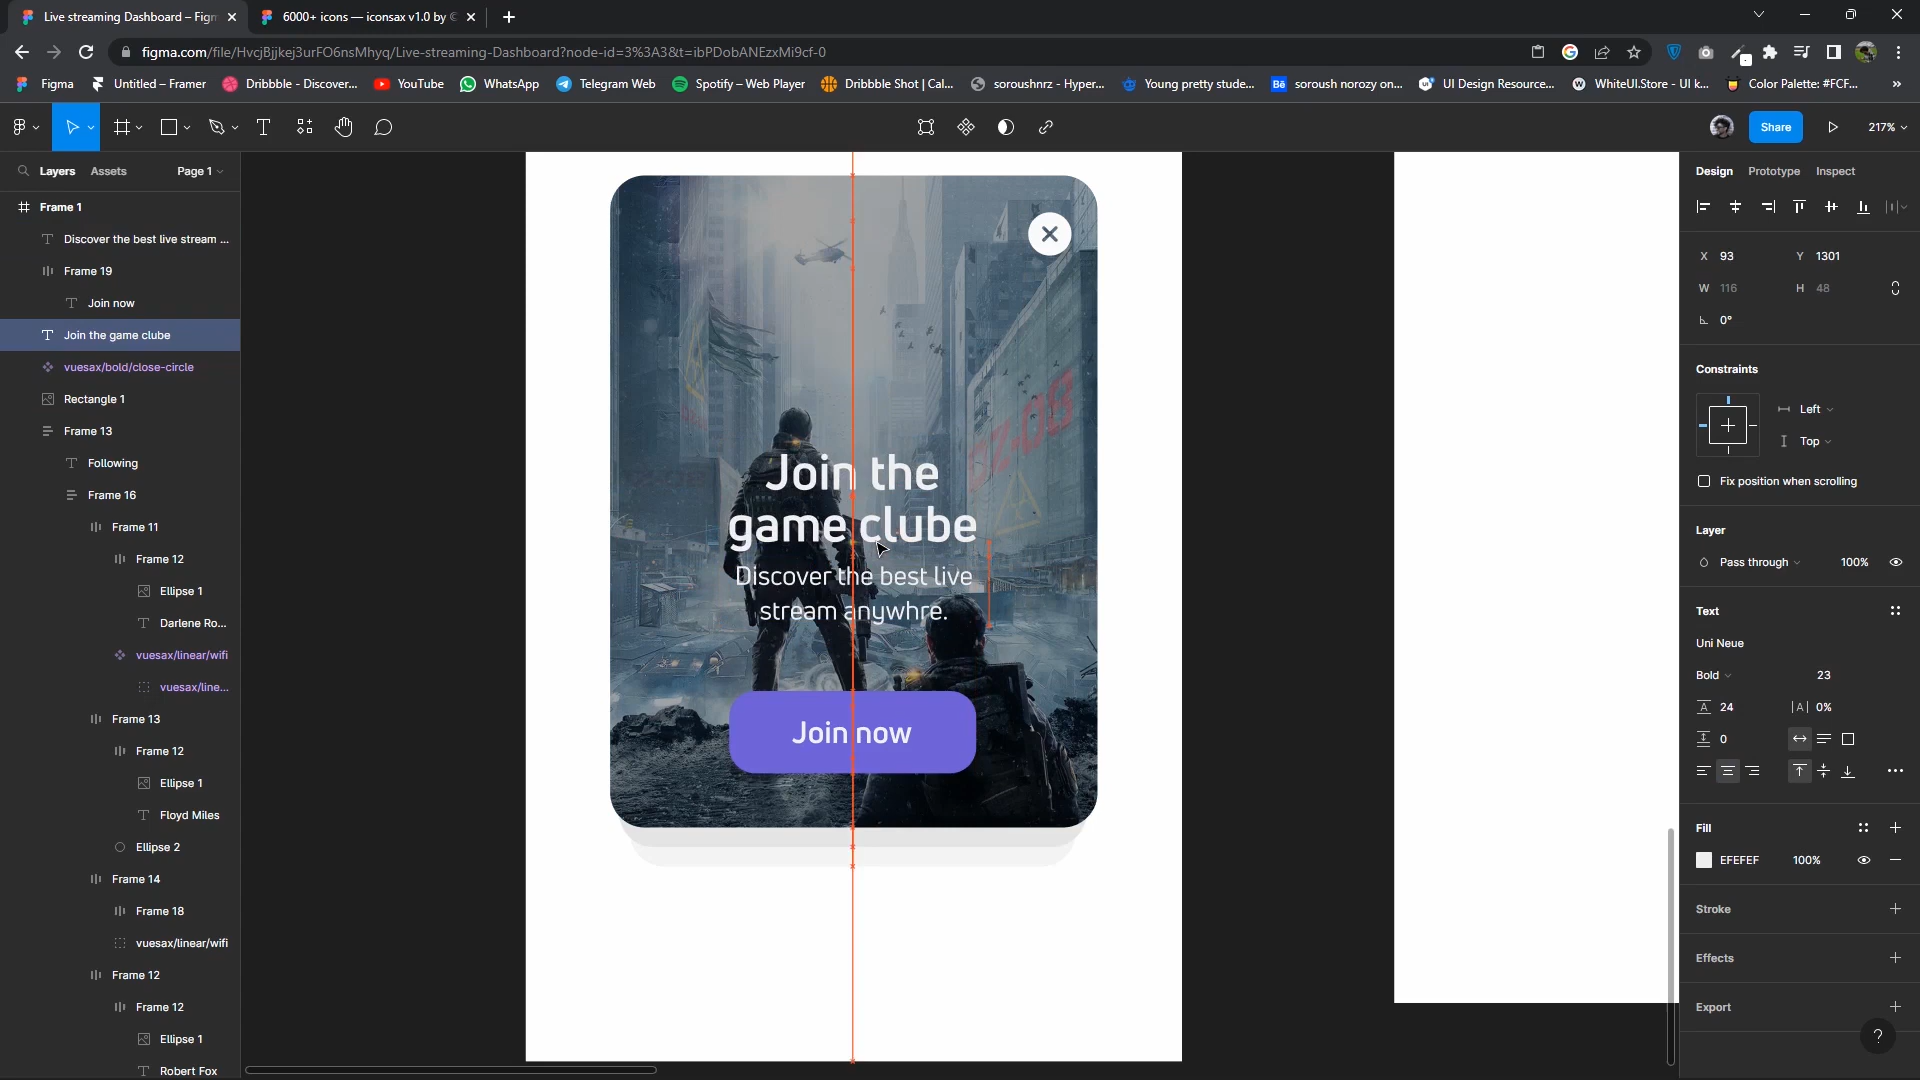 Live streaming Dashboard – Figm
6000+ icons — iconsax v1.0 by
figma.com/file/HvcjBjjkej3urFO6nsMhyq/Live-streaming-Dashboard?node-id=3%3A3&t=ibPDobANEzxMi9cf-0
Figma
Untitled – Framer
Dribbble - Discover...
YouTube
WhatsApp
Telegram Web
Spotify – Web Player
Dribbble Shot | Cal...
soroushnrz - Hyper...
Young pretty stude...
Bē
soroush norozy on...
UI Design Resource...
WhiteUI.Store - UI k...
Color Palette: #FCF...
»
Share
217%
Layers
Assets
Page 1
Frame 1
Discover the best live stream ...
Frame 19
Join now
Join the game clube
vuesax/bold/close-circle
Rectangle 1
Frame 13
Following
Frame 16
Frame 11
Frame 12
Ellipse 1
Darlene Ro...
vuesax/linear/wifi
vuesax/line...
Frame 13
Frame 12
Ellipse 1
Floyd Miles
Ellipse 2
Frame 14
Frame 18
vuesax/linear/wifi
Frame 12
Frame 12
Ellipse 1
Robert Fox
Join the
game clube
Discover the best live
stream anywhre.
Join now
Design
Prototype
Inspect
X 93
Y 1301
W 116
H 48
0°
Constraints
Left
Top
Fix position when scrolling
Layer
Pass through
100%
Text
Uni Neue
Bold
23
24
0%
0
Fill
EFEFEF
100%
Stroke
Effects
Export
?